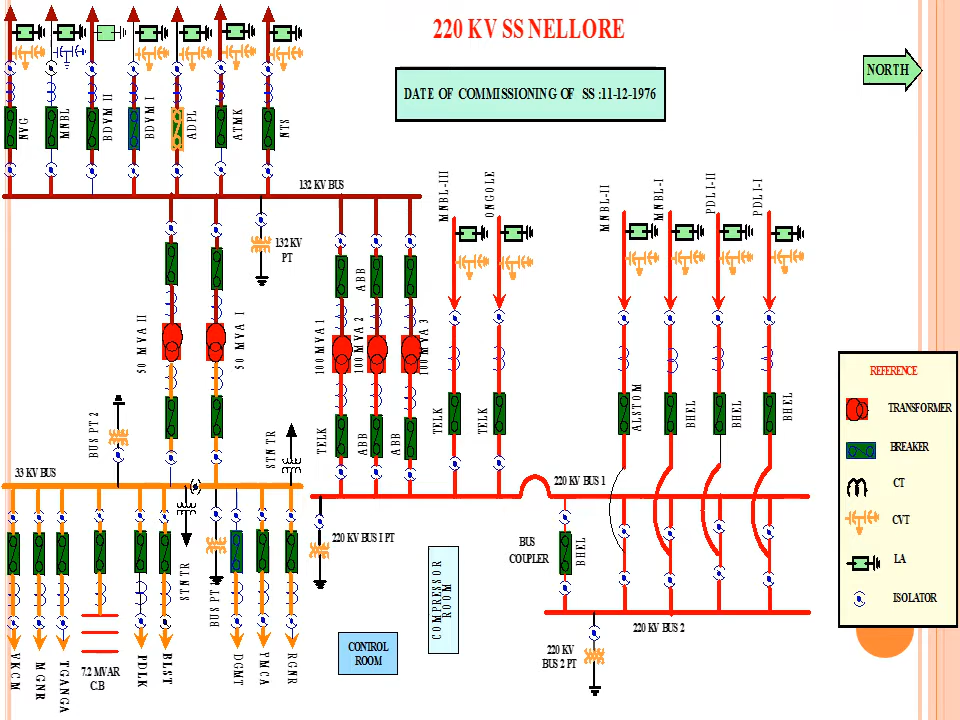 220 KV SS NELLORE
DATE OF COMMISSIONING OF SS :11-12-1976
NORTH
NVG
MNBL
BDVM II
BDVM I
ADPL
ATMK
NTS
132 KV BUS
132 KV
PT
MNBL-III
ONGOLE
MNBL-II
MNBL-I
PDLI-II
PDLI-I
50 MVA II
50 MVA I
100 MVA 1
100 MVA 2
100 MVA 3
ABB
TELK
ABB
ABB
TELK
TELK
ALSTOM
BHEL
BHEL
BHEL
BUS PT 2
STN TR
33 KV BUS
220 KV BUS 1
220 KV BUS I PT
BUS
COUPLER
BHEL
STN TR
BUS PT
COMPRESSOR
ROOM
CONTROL
ROOM
220 KV BUS 2
220 KV
BUS 2 PT
VKCM
MGNR
TGANGA
7.2 MVAR
C.B
PDLK
BLST
DGMT
YMCA
RGNR
REFERENCE
TRANSFORMER
BREAKER
CT
CVT
LA
ISOLATOR